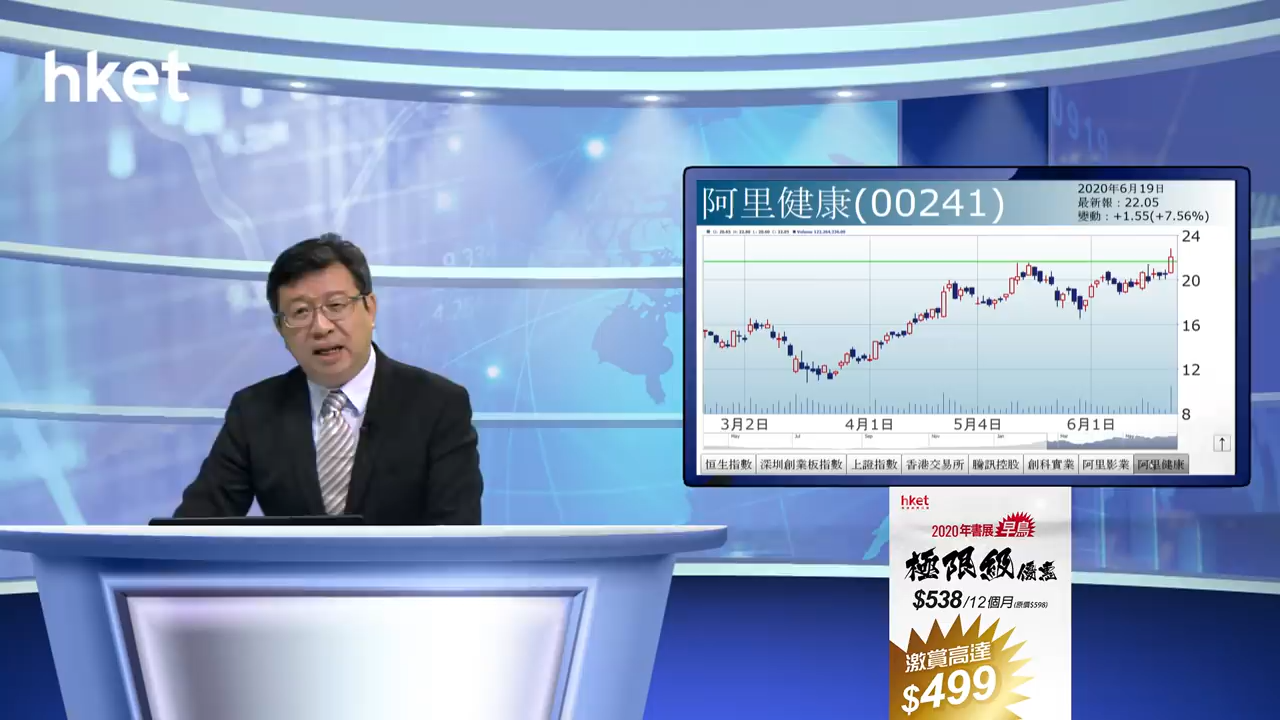 hket
阿里健康(00241)
2020年6月19日
最新報：22.05
變動：+1.55(+7.56%)
24
20
16
12
8
3月2日
4月1日
5月4日
6月1日
恒生指數
深圳創業板指數
上證指數
香港交易所
騰訊控股
創科實業
阿里影業
阿里健康
hket
2020年書展早鳥
極限級優惠
$538/12個月(原價$598)
激賞高達
$499